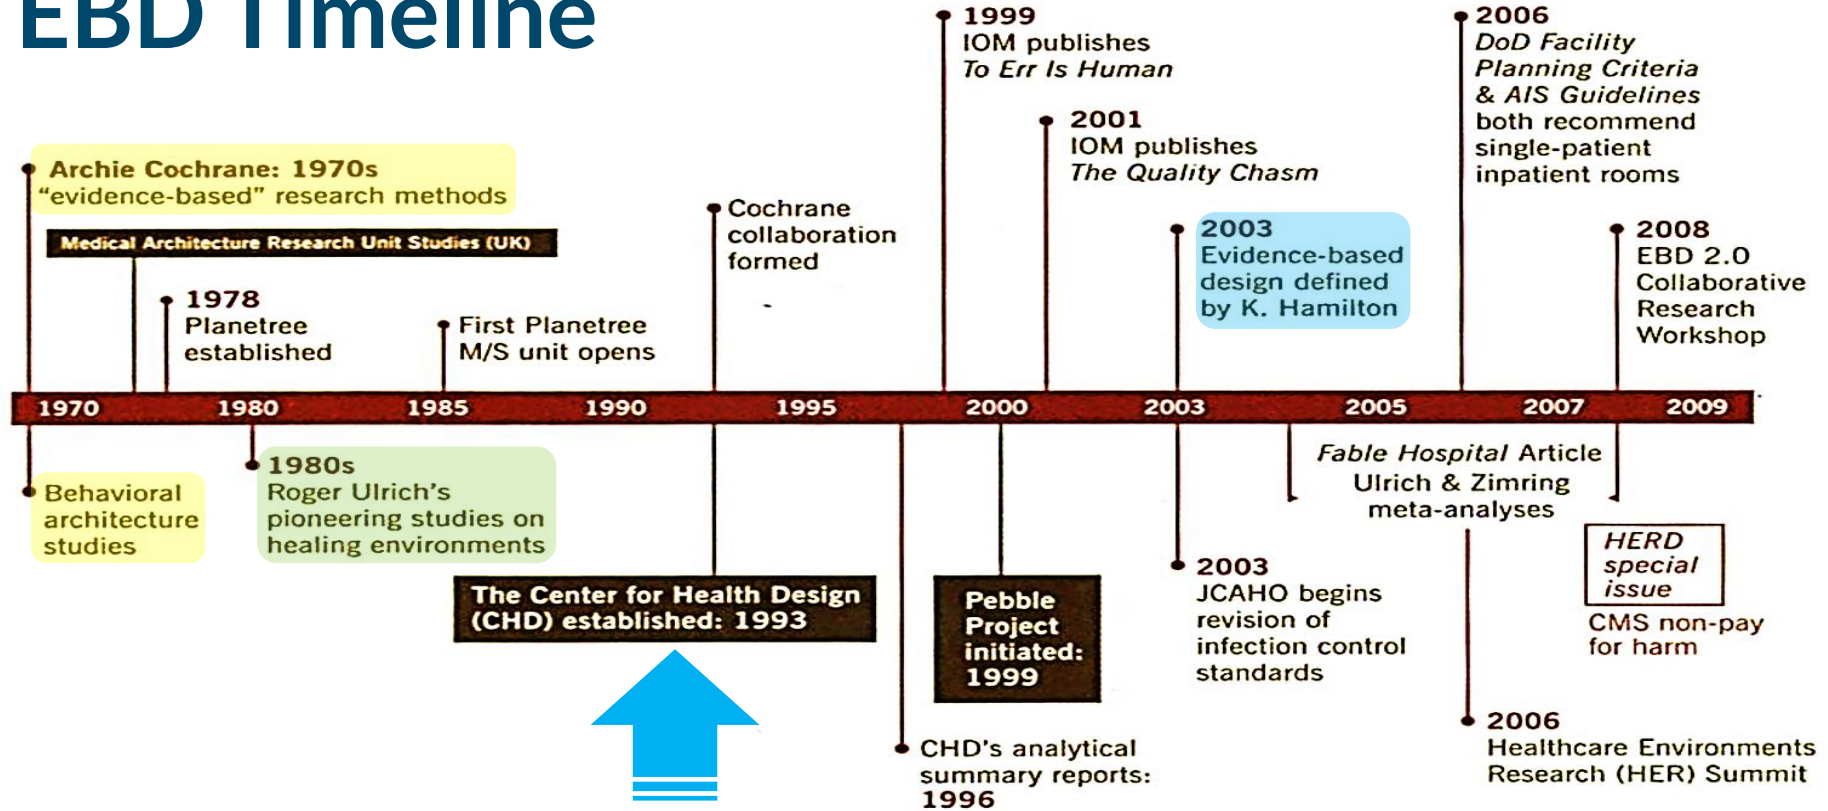 EBD Timeline
Archie Cochrane: 1970s
“evidence-based” research methods
Medical Architecture Research Unit Studies (UK)
1978
Planetree
established
First Planetree
M/S unit opens
Cochrane
collaboration
formed
1999
IOM publishes
To Err Is Human
2001
IOM publishes
The Quality Chasm
2003
Evidence-based
design defined
by K. Hamilton
2006
DoD Facility
Planning Criteria
& AIS Guidelines
both recommend
single-patient
inpatient rooms
2008
EBD 2.0
Collaborative
Research
Workshop
1970 1980 1985 1990 1995 2000 2003 2005 2007 2009
Behavioral
architecture
studies
1980s
Roger Ulrich’s
pioneering studies on
healing environments
The Center for Health Design
(CHD) established: 1993
CHD’s analytical
summary reports:
1996
Pebble
Project
initiated:
1999
2003
JCAHO begins
revision of
infection control
standards
Fable Hospital Article
Ulrich & Zimring
meta-analyses
HERD
special
issue
CMS non-pay
for harm
2006
Healthcare Environments
Research (HER) Summit